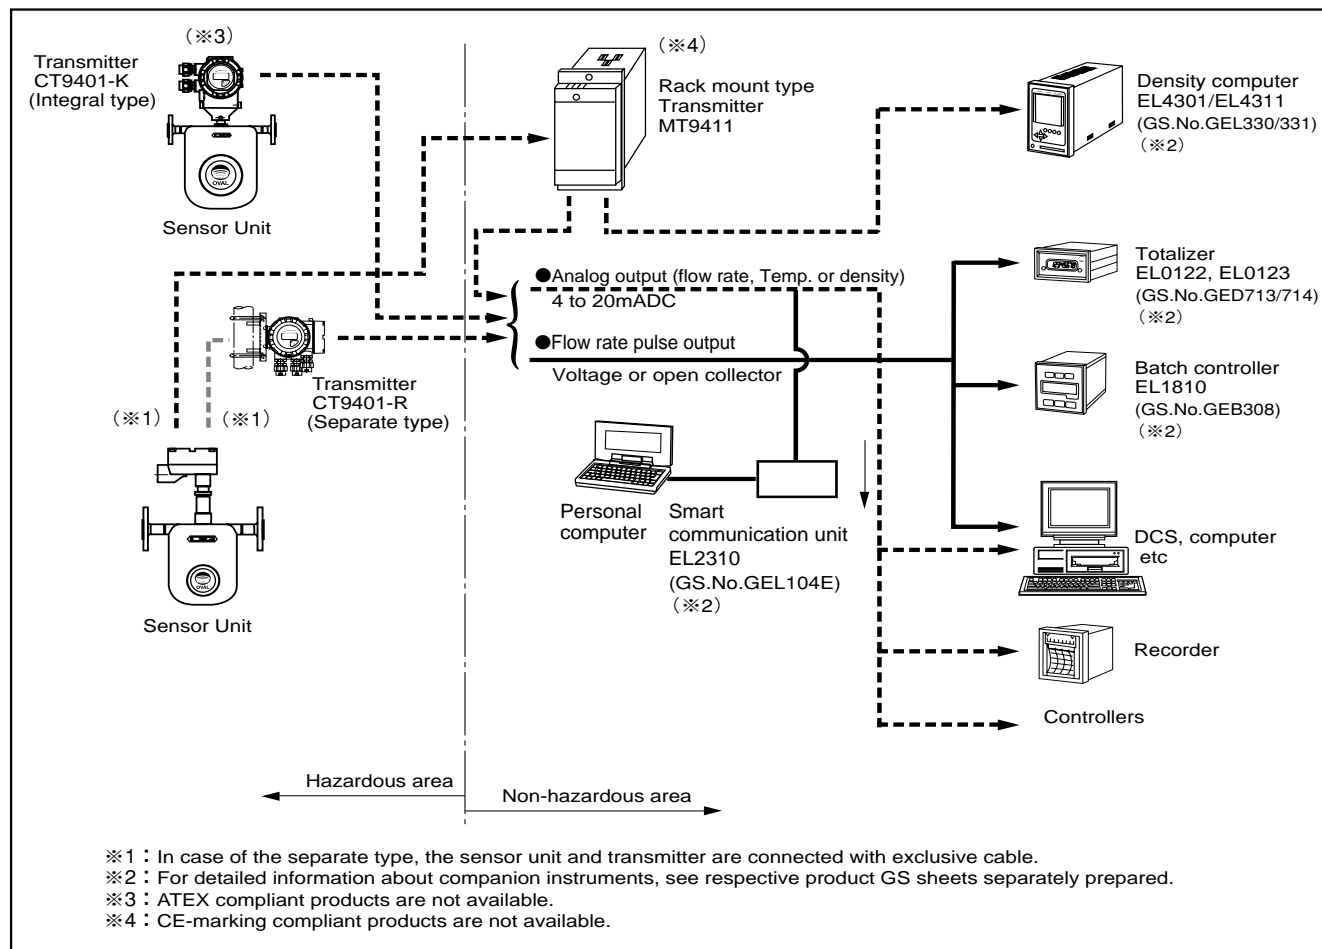 （※3）
Transmitter
CT9401-K
(Integral type)
OVAL
Sensor Unit
（※4）
Rack mount type
Transmitter
MT9411
Density computer
EL4301/EL4311
(GS.No.GEL330/331)
（※2）
●Analog output (flow rate, Temp. or density)
4 to 20mADC
●Flow rate pulse output
Voltage or open collector
Totalizer
EL0122, EL0123
(GS.No.GED713/714)
（※2）
Transmitter
CT9401-R
(Separate type)
（※1）
（※1）
Batch controller
EL1810
(GS.No.GEB308)
（※2）
OVAL
Sensor Unit
Personal
computer
Smart
communication unit
EL2310
(GS.No.GEL104E)
（※2）
DCS, computer
etc
Recorder
Controllers
Hazardous area
Non-hazardous area
※1：In case of the separate type, the sensor unit and transmitter are connected with exclusive cable.
※2：For detailed information about companion instruments, see respective product GS sheets separately prepared.
※3：ATEX compliant products are not available.
※4：CE-marking compliant products are not available.